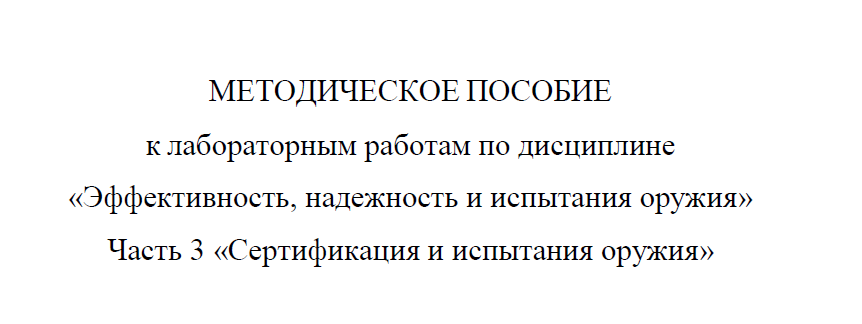 МЕТОДИЧЕСКОЕ ПОСОБИЕ
к лабораторным работам по дисциплине
«Эффективность, надежность и испытания оружия»
Часть 3 «Сертификация и испытания оружия»